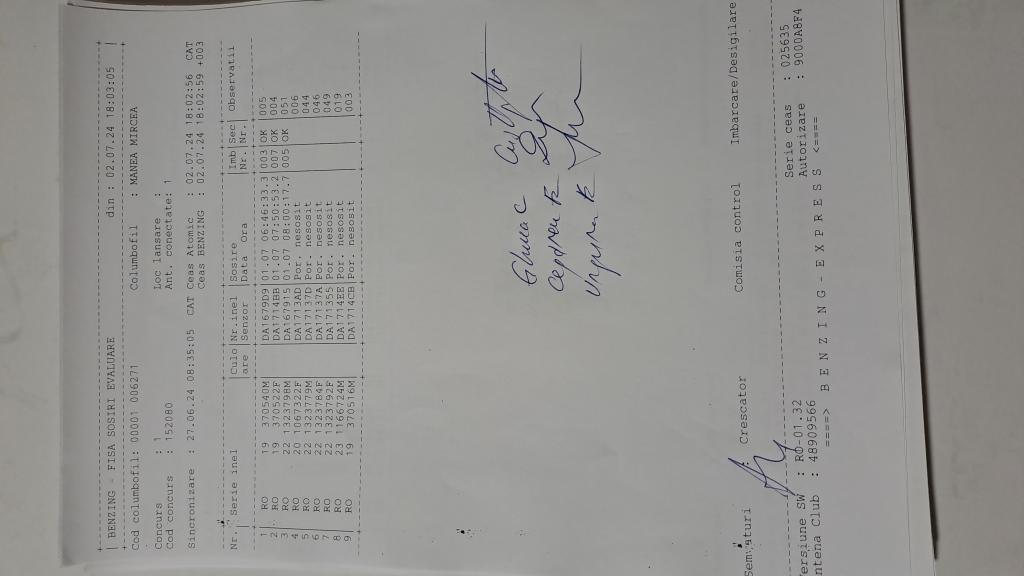 BENZING - FISA SOSIRI EVALUARE din : 02.07.24 18:03:05
Cod columbofil: 00001 006271 Columbofil : MANEA MIRCEA
Concurs : 1 Loc lansare :
Cod concurs : 152080 Ant. conectate: 1
Sincronizare : 27.06.24 08:35:05 CAT Ceas Atomic : 02.07.24 18:02:56 CAT
Ceas BENZING : 02.07.24 18:02:59 +003
Nr. | Serie inel | Culo | Nr.inel | Sosire | Imb | Sec | Observatii
are | Senzor | Data Ora | Nr. | Nr. |
1 RO 19 370540M DA1679D9 01.07 06:46:33.3 003 OK 005
2 RO 19 370522F DA1714BB 01.07 07:50:53.2 007 OK 004
3 RO 22 1323798M DA167915 01.07 08:00:17.7 005 OK 051
4 RO 20 1067322F DA1713AD Por. nesosit 006
5 RO 22 1323779M DA17137D Por. nesosit 044
6 RO 22 1323784F DA17137A Por. nesosit 046
7 RO 22 1323792F DA171355 Por. nesosit 049
8 RO 23 1166724M DA1714EE Por. nesosit 019
9 RO 19 370516M DA1714CB Por. nesosit 003
Semnaturi : Crescator Comisia control Imbarcare/Desigilare
Versiune SW : RO-01.32 Serie ceas : 025635
ntena Club : 48909566 Autorizare : 9000A8F4
====> B E N Z I N G - E X P R E S S <====